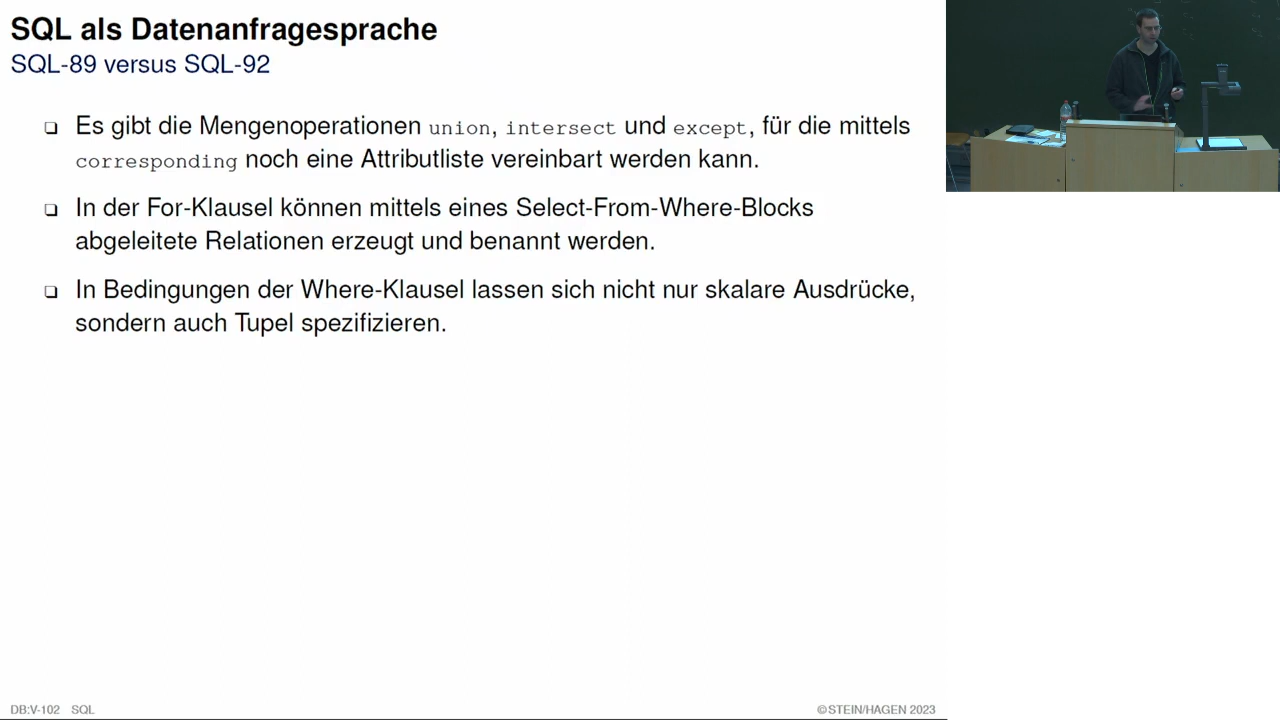 SQL als Datenanfragesprache
SQL-89 versus SQL-92
❏ Es gibt die Mengenoperationen union, intersect und except, für die mittels
corresponding noch eine Attributliste vereinbart werden kann.
❏ In der For-Klausel können mittels eines Select-From-Where-Blocks
abgeleitete Relationen erzeugt und benannt werden.
❏ In Bedingungen der Where-Klausel lassen sich nicht nur skalare Ausdrücke,
sondern auch Tupel spezifizieren.
DB:V-102 SQL
©STEIN/HAGEN 2023